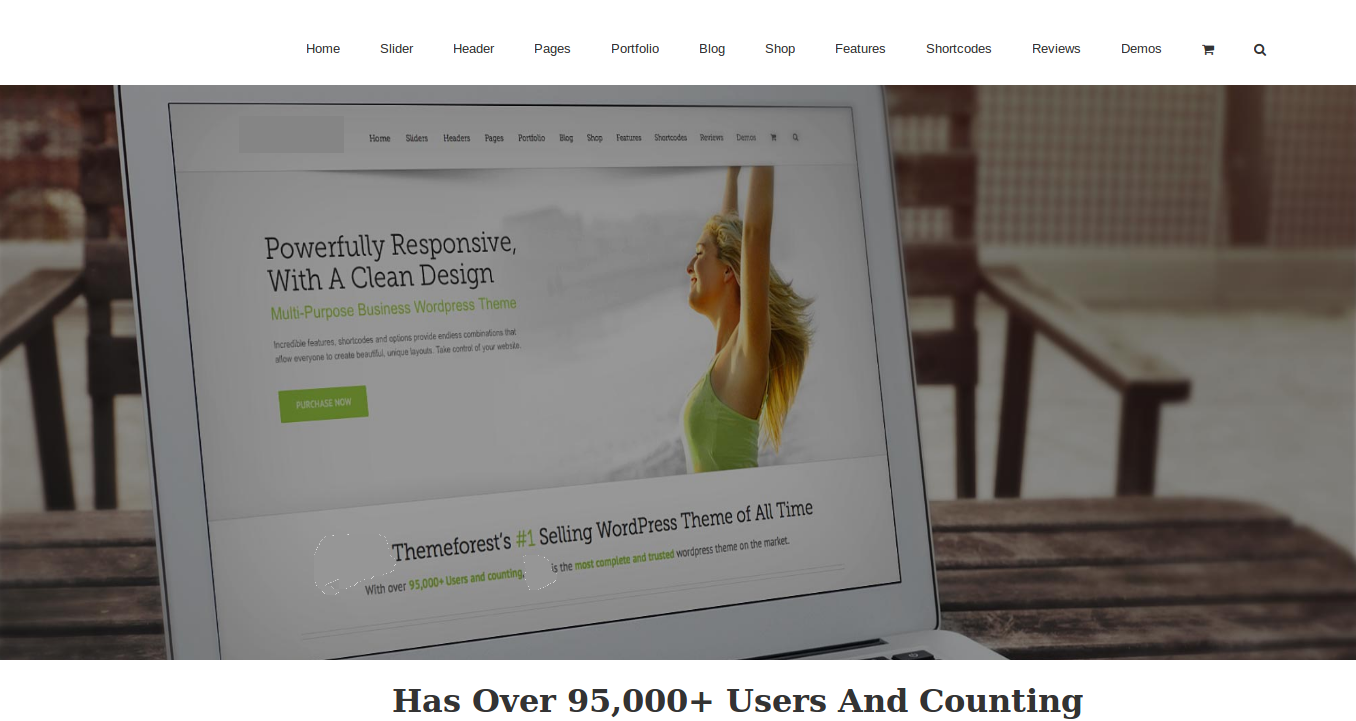 Home Slider Header Pages Portfolio Blog Shop Features Shortcodes Reviews Demos
Home Sliders Headers Pages Portfolio Blog Shop Features Shortcodes Reviews Demos
Powerfully Responsive,
With A Clean Design
Multi-Purpose Business Wordpress Theme
Incredible features, shortcodes and options provide endless combinations that
allow everyone to create beautiful, unique layouts. Take control of your website.
PURCHASE NOW
Themeforest's #1 Selling WordPress Theme of All Time
With over 95,000+ Users and counting, is the most complete and trusted wordpress theme on the market.
Has Over 95,000+ Users And Counting